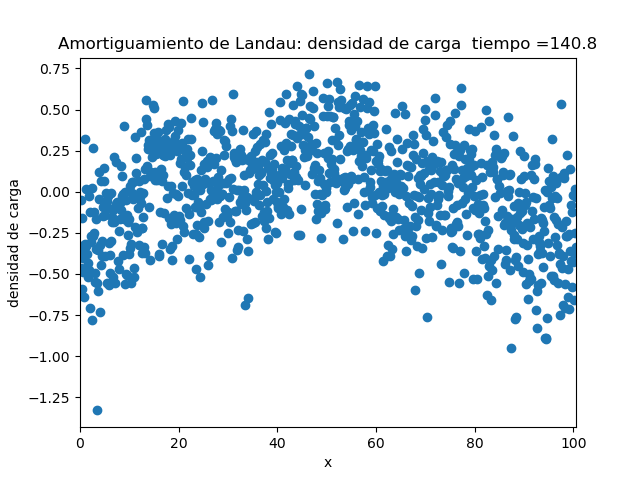 Amortiguamiento de Landau: densidad de carga  tiempo =140.8
0.75
0.50
0.25
0.00
−0.25
−0.50
−0.75
−1.00
−1.25
densidad de carga
0 20 40 60 80 100
x